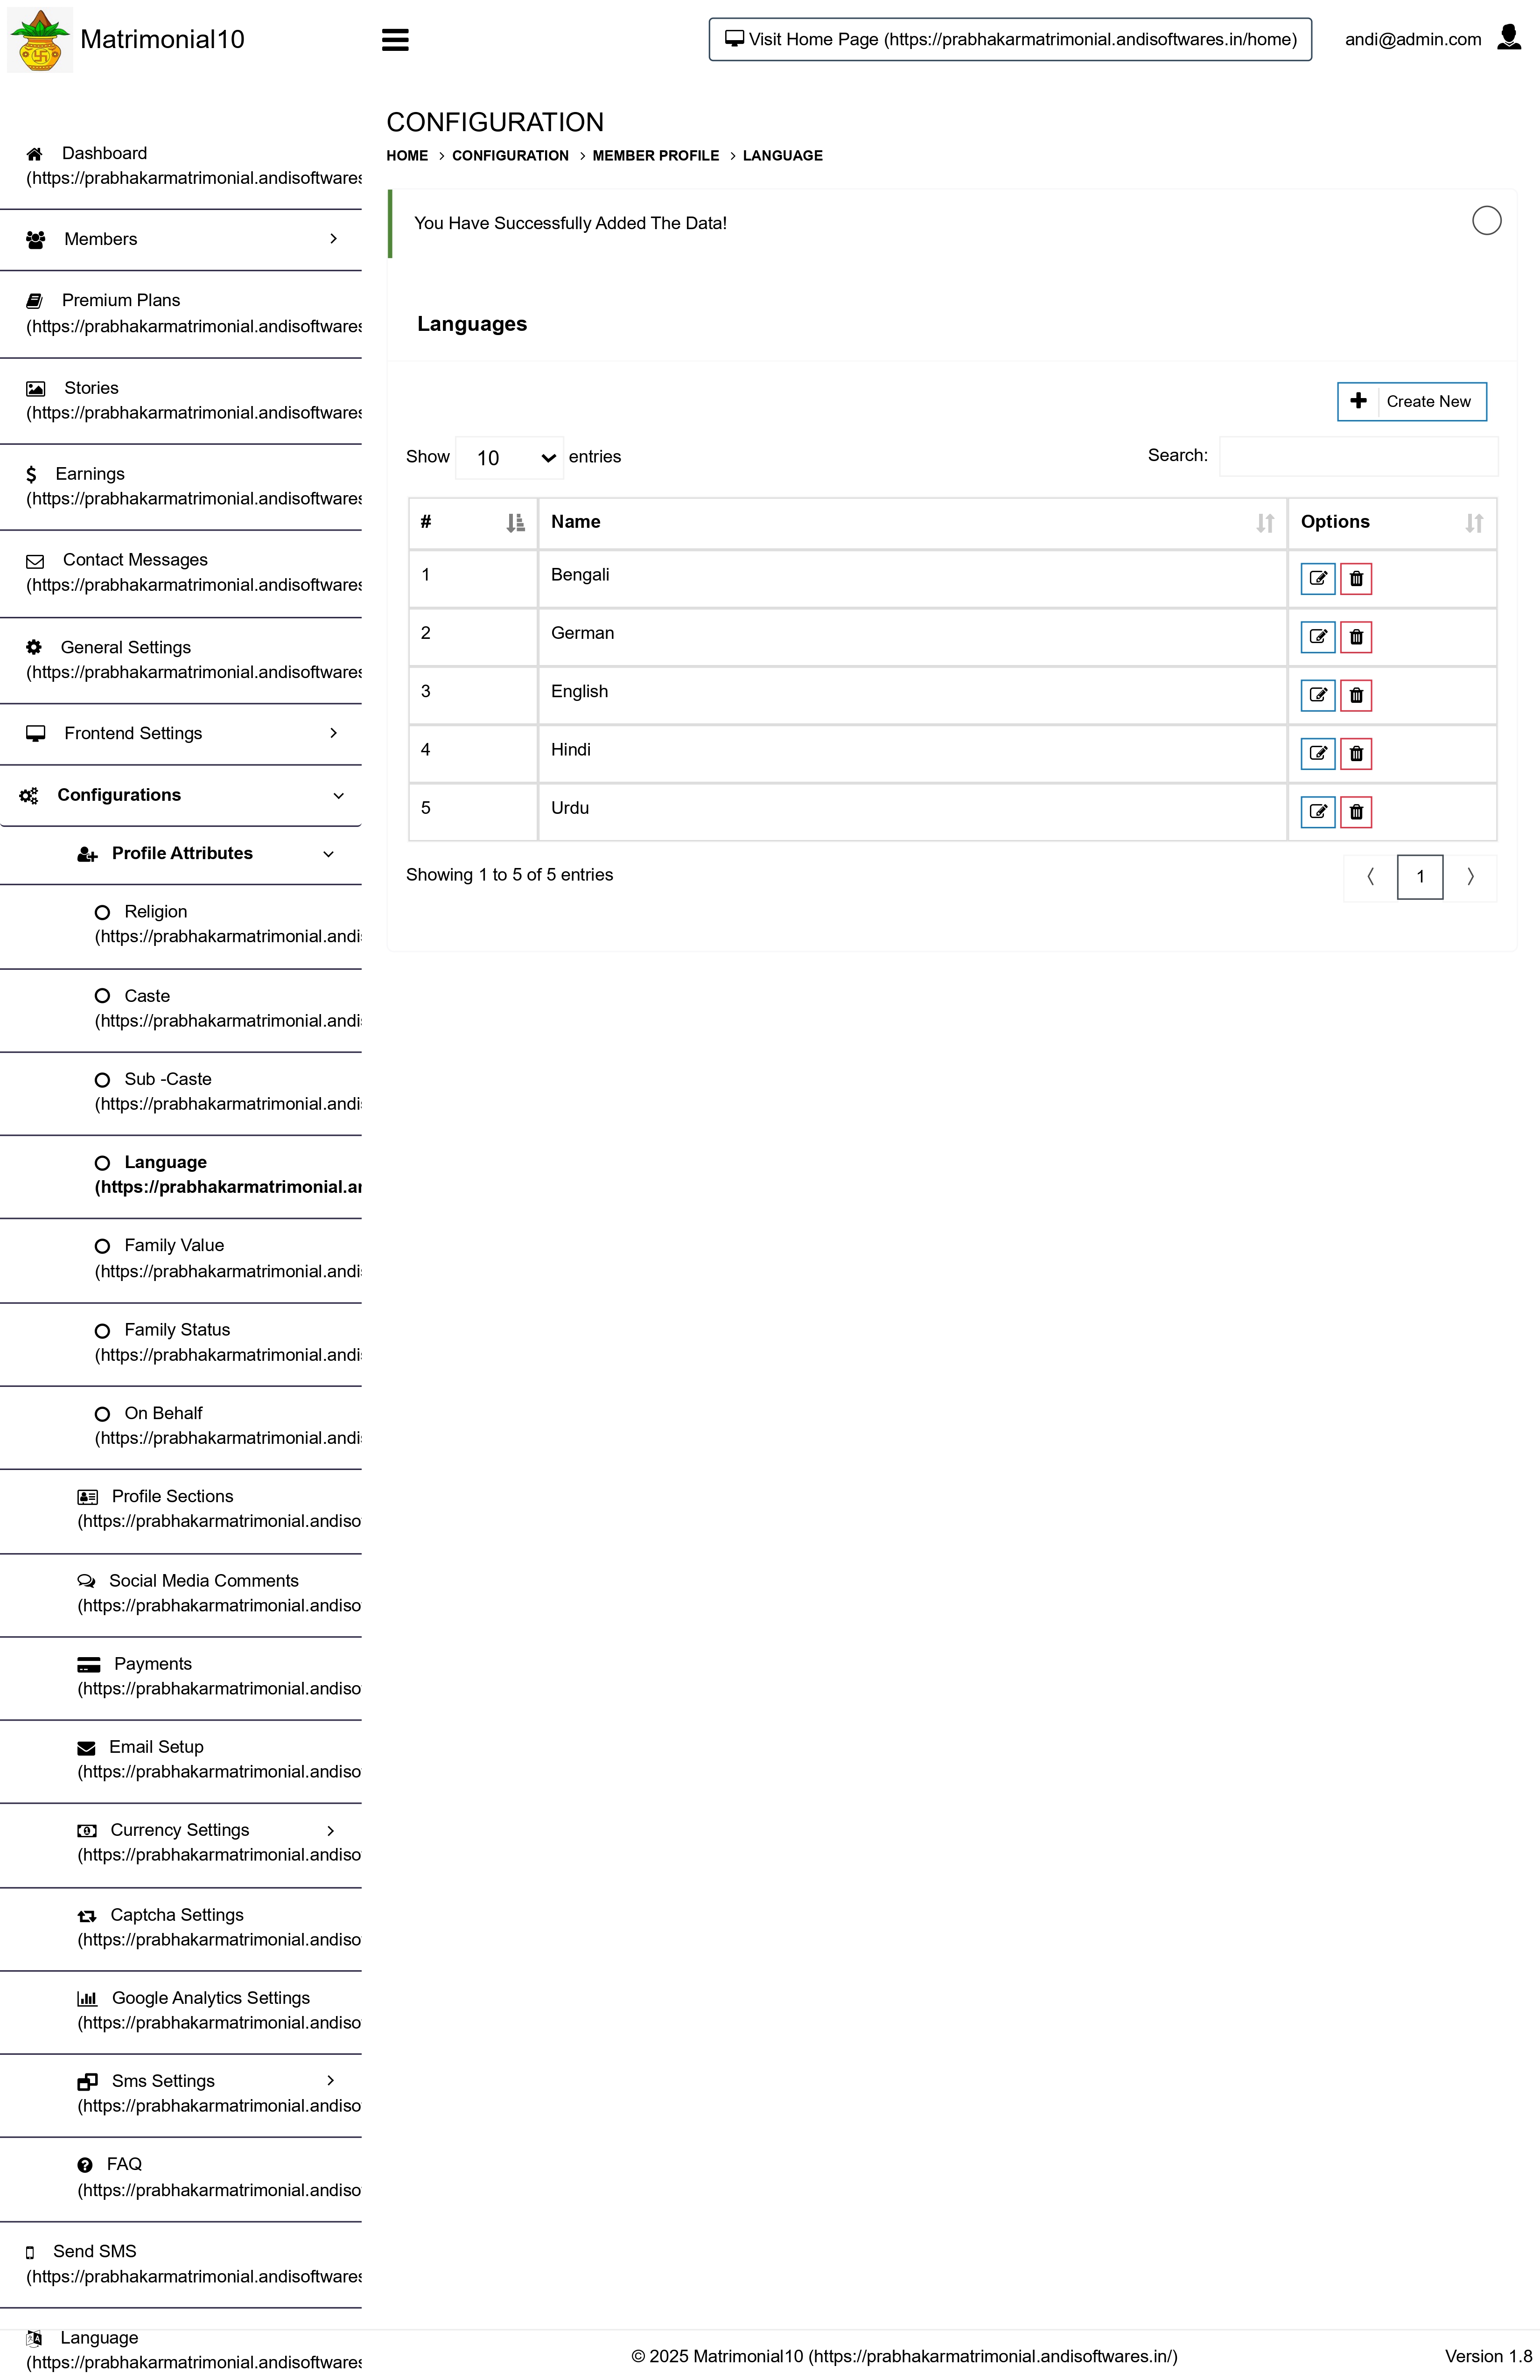 Matrimonial10
Visit Home Page (https://prabhakarmatrimonial.andisoftwares.in/home)
andi@admin.com
Dashboard
(https://prabhakarmatrimonial.andisoftwares
Members
Premium Plans
(https://prabhakarmatrimonial.andisoftwares
Stories
(https://prabhakarmatrimonial.andisoftwares
Earnings
(https://prabhakarmatrimonial.andisoftwares
Contact Messages
(https://prabhakarmatrimonial.andisoftwares
General Settings
(https://prabhakarmatrimonial.andisoftwares
Frontend Settings
Configurations
Profile Attributes
Religion
(https://prabhakarmatrimonial.andi
Caste
(https://prabhakarmatrimonial.andi
Sub -Caste
(https://prabhakarmatrimonial.andi
Language
(https://prabhakarmatrimonial.an
Family Value
(https://prabhakarmatrimonial.andi
Family Status
(https://prabhakarmatrimonial.andi
On Behalf
(https://prabhakarmatrimonial.andi
Profile Sections
(https://prabhakarmatrimonial.andiso
Social Media Comments
(https://prabhakarmatrimonial.andiso
Payments
(https://prabhakarmatrimonial.andiso
Email Setup
(https://prabhakarmatrimonial.andiso
Currency Settings
(https://prabhakarmatrimonial.andiso
Captcha Settings
(https://prabhakarmatrimonial.andiso
Google Analytics Settings
(https://prabhakarmatrimonial.andiso
Sms Settings
(https://prabhakarmatrimonial.andiso
FAQ
(https://prabhakarmatrimonial.andiso
Send SMS
(https://prabhakarmatrimonial.andisoftwares
Language
(https://prabhakarmatrimonial.andisoftwares
CONFIGURATION
HOME > CONFIGURATION > MEMBER PROFILE > LANGUAGE
You Have Successfully Added The Data!
Languages
Create New
Show 10 entries
Search:
# Name Options
1 Bengali
2 German
3 English
4 Hindi
5 Urdu
Showing 1 to 5 of 5 entries
1
© 2025 Matrimonial10 (https://prabhakarmatrimonial.andisoftwares.in/)
Version 1.8